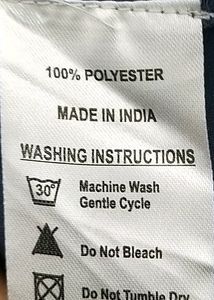 100% POLYESTER
MADE IN INDIA
WASHING INSTRUCTIONS
30°
Machine Wash
Gentle Cycle
Do Not Bleach
Do Not Tumble Dry